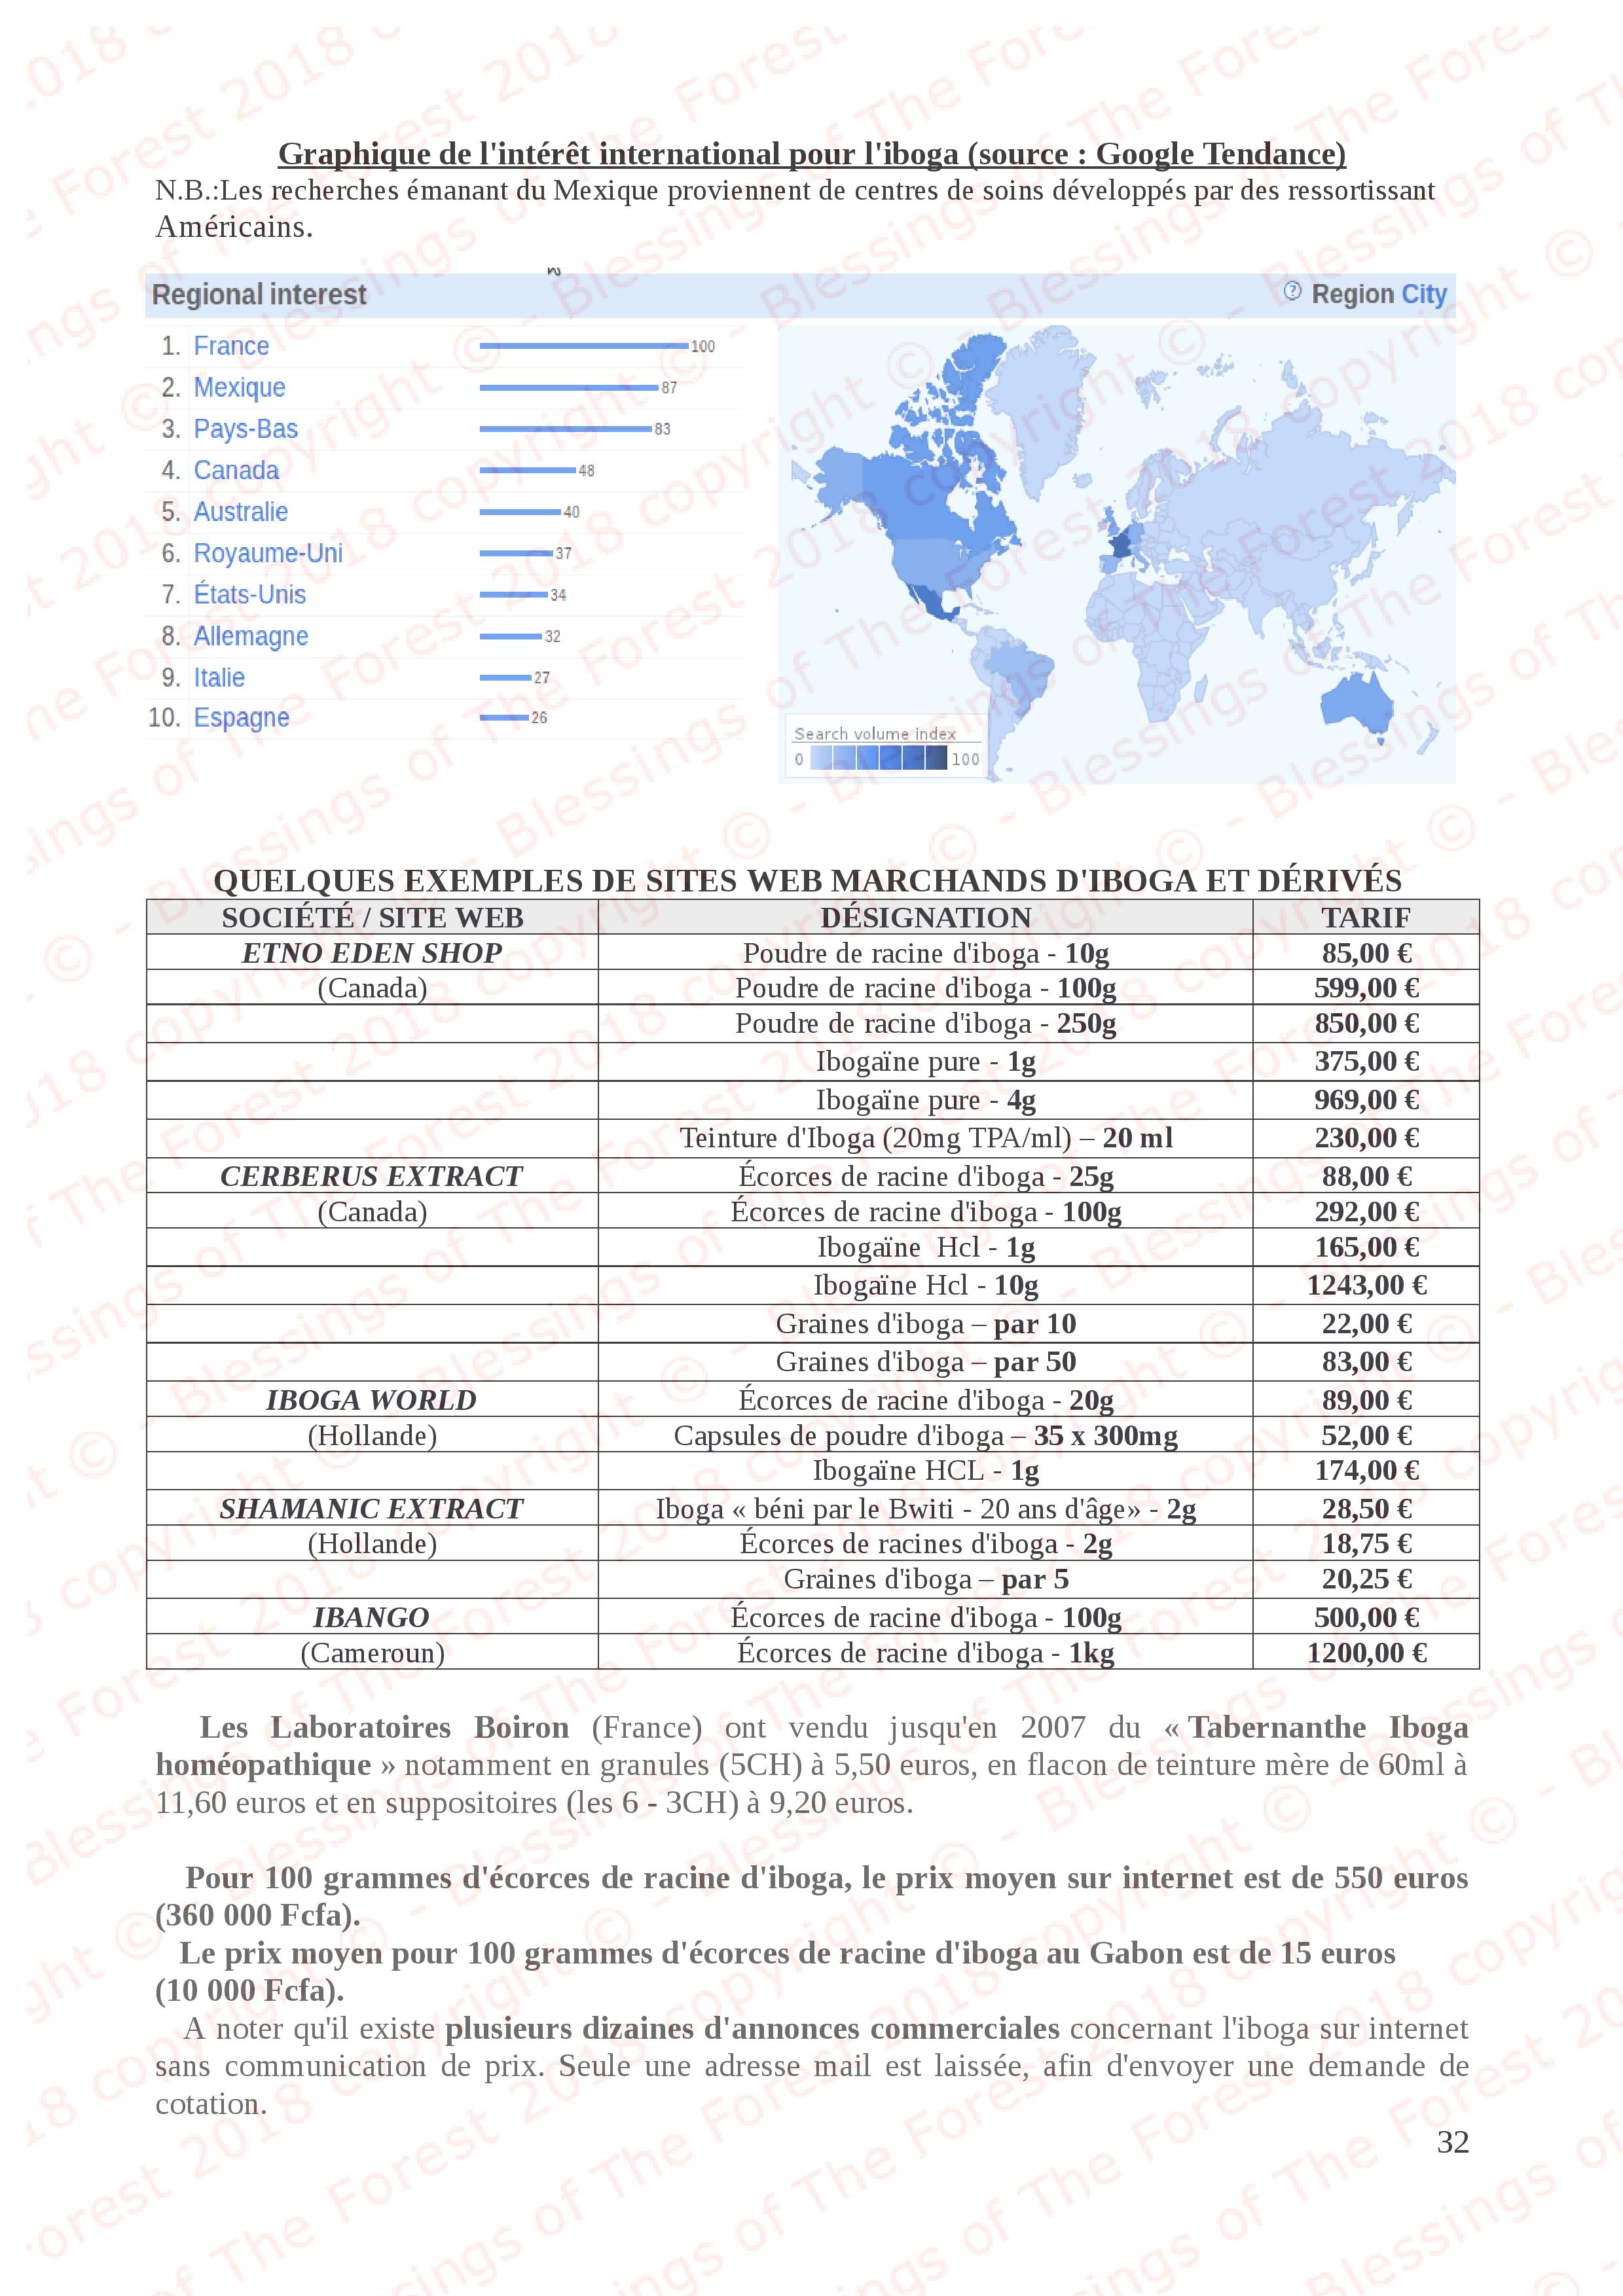 Graphique de l'intérêt international pour l'iboga (source : Google Tendance)
N.B.:Les recherches émanant du Mexique proviennent de centres de soins développés par des ressortissant
Américains.
Regional interest
Region City
1. France 100
2. Mexique 87
3. Pays-Bas 83
4. Canada 48
5. Australie 40
6. Royaume-Uni 37
7. États-Unis 34
8. Allemagne 32
9. Italie 27
10. Espagne 26
Search volume index
0 100
QUELQUES EXEMPLES DE SITES WEB MARCHANDS D'IBOGA ET DÉRIVÉS
SOCIÉTÉ / SITE WEB DÉSIGNATION TARIF
ETNO EDEN SHOP Poudre de racine d'iboga - 10g 85,00 €
(Canada) Poudre de racine d'iboga - 100g 599,00 €
Poudre de racine d'iboga - 250g 850,00 €
Ibogaïne pure - 1g 375,00 €
Ibogaïne pure - 4g 969,00 €
Teinture d'Iboga (20mg TPA/ml) – 20 ml 230,00 €
CERBERUS EXTRACT Écorces de racine d'iboga - 25g 88,00 €
(Canada) Écorces de racine d'iboga - 100g 292,00 €
Ibogaïne Hcl - 1g 165,00 €
Ibogaïne Hcl - 10g 1243,00 €
Graines d'iboga – par 10 22,00 €
Graines d'iboga – par 50 83,00 €
IBOGA WORLD Écorces de racine d'iboga - 20g 89,00 €
(Hollande) Capsules de poudre d'iboga – 35 x 300mg 52,00 €
Ibogaïne HCL - 1g 174,00 €
SHAMANIC EXTRACT Iboga « béni par le Bwiti - 20 ans d'âge» - 2g 28,50 €
(Hollande) Écorces de racines d'iboga - 2g 18,75 €
Graines d'iboga – par 5 20,25 €
IBANGO Écorces de racine d'iboga - 100g 500,00 €
(Cameroun) Écorces de racine d'iboga - 1kg 1200,00 €
Les Laboratoires Boiron (France) ont vendu jusqu'en 2007 du « Tabernanthe Iboga
homéopathique » notamment en granules (5CH) à 5,50 euros, en flacon de teinture mère de 60ml à
11,60 euros et en suppositoires (les 6 - 3CH) à 9,20 euros.
Pour 100 grammes d'écorces de racine d'iboga, le prix moyen sur internet est de 550 euros
(360 000 Fcfa).
Le prix moyen pour 100 grammes d'écorces de racine d'iboga au Gabon est de 15 euros
(10 000 Fcfa).
A noter qu'il existe plusieurs dizaines d'annonces commerciales concernant l'iboga sur internet
sans communication de prix. Seule une adresse mail est laissée, afin d'envoyer une demande de
cotation.
32
Blessings of The Forest 2018 copyright © -